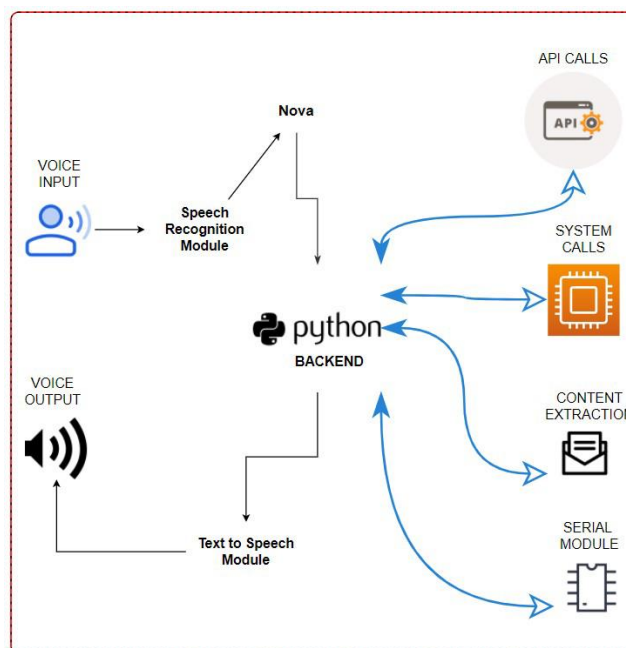 API CALLS
API
Nova
VOICE
INPUT
Speech
Recognition
Module
SYSTEM
CALLS
python
BACKEND
VOICE
OUTPUT
CONTENT
EXTRACTION
Text to Speech
Module
SERIAL
MODULE